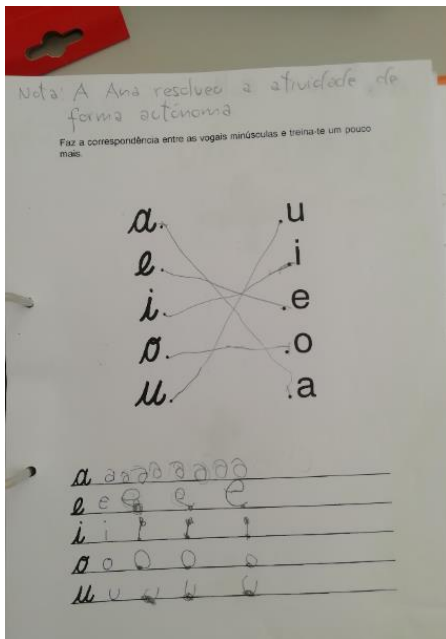 Nota: A Ana resolveu a atividade de
forma autónoma
Faz a correspondência entre as vogais minúsculas e treina-te um pouco
mais.
a. .u
e. .i
i. .e
o. .o
u. .a
a a a a a a a a a
e e e e e
i i i i i
o o o o o
u u u u u